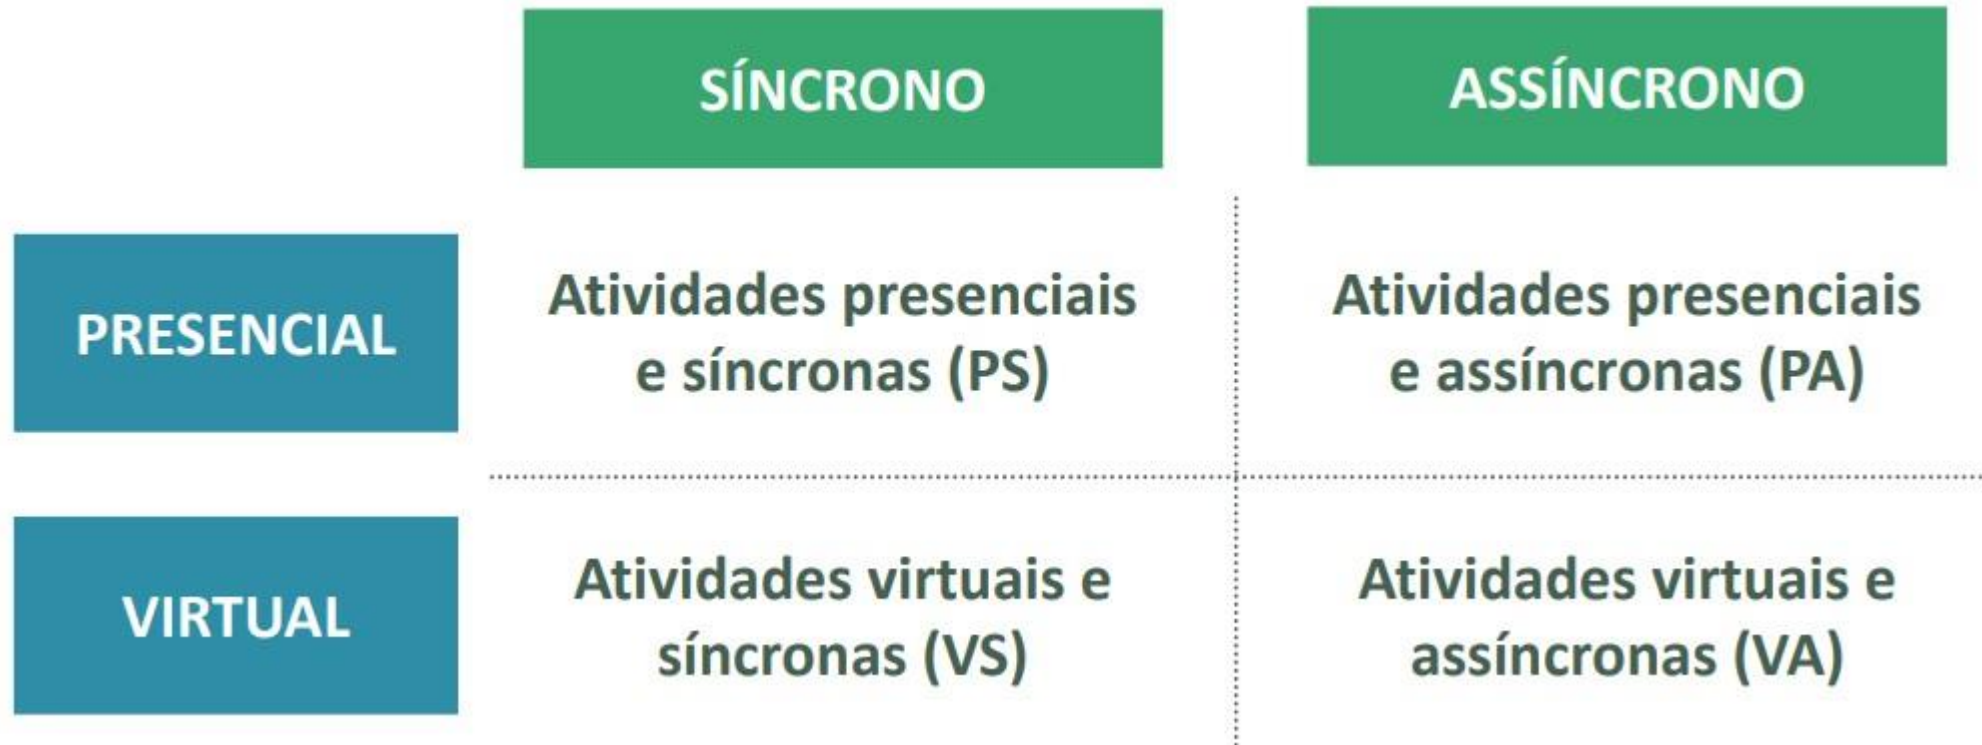 SÍNCRONO
ASSÍNCRONO
PRESENCIAL
Atividades presenciais
e síncronas (PS)
Atividades presenciais
e assíncronas (PA)
VIRTUAL
Atividades virtuais e
síncronas (VS)
Atividades virtuais e
assíncronas (VA)